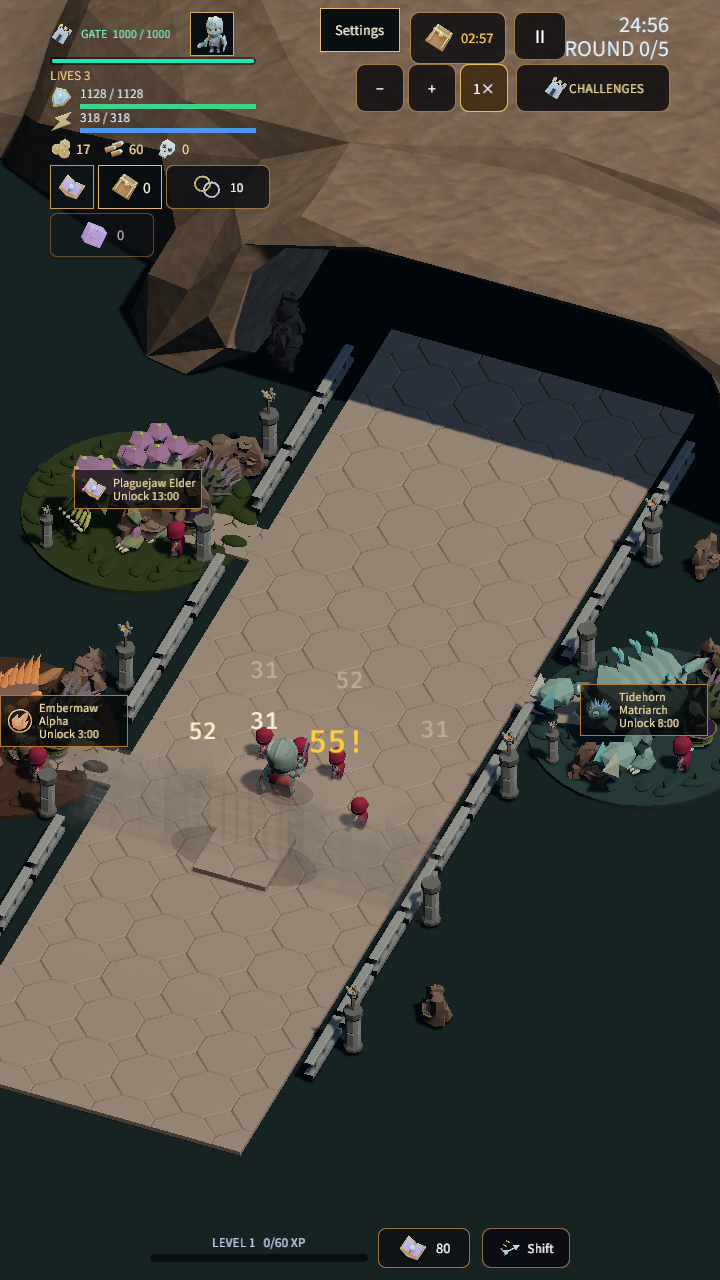 GATE 1000 / 1000
Settings
02:57
24:56
ROUND 0/5
LIVES 3
1128 / 1128
318 / 318
− + 1×
CHALLENGES
17 60 0
0 10
0
Plaguejaw Elder
Unlock 13:00
Embermaw
Alpha
Unlock 3:00
Tidehorn
Matriarch
Unlock 8:00
31
52
52
31
55!
31
LEVEL 1 0/60 XP
80
Shift